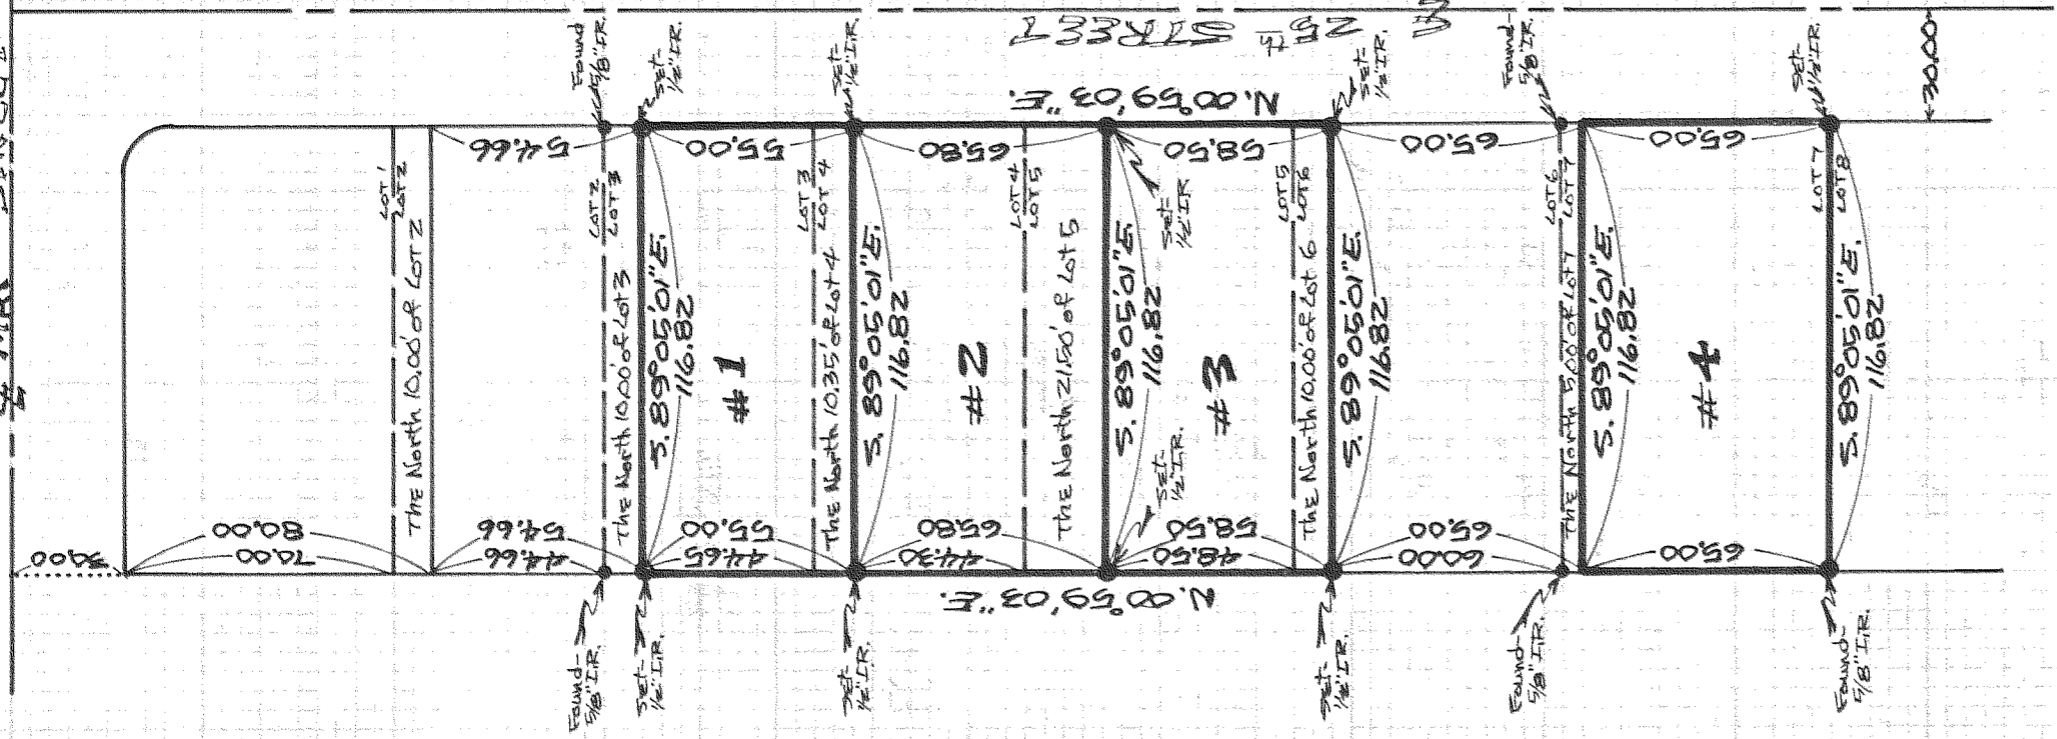 ℄ 25th STREET
N. 00°59'03"E.
30.00
Found
5/8" I.R.
Set-
1/2" I.R.
Set-
1/2" I.R.
Set-
1/2" I.R.
Found-
5/8" I.R.
Set-
1/2" I.R.
54.66
55.00
65.80
58.50
65.00
65.00
LOT 1
LOT 2
The North 10.00' of LOT 2
LOT 2
LOT 3
The North 10.00' of Lot 3
S. 89°05'01"E.
116.82
#1
LOT 3
LOT 4
The North 10.35' of Lot 4
S. 89°05'01"E.
116.82
#2
LOT 4
LOT 5
The North 21.50' of Lot 5
S. 89°05'01"E.
116.82
Set-
1/2" I.R.
Set-
1/2" I.R.
#3
LOT 5
LOT 6
The North 10.00' of Lot 6
S. 89°05'01"E.
116.82
LOT 6
LOT 7
The North 5.00' of Lot 7
S. 89°05'01"E.
116.82
#4
LOT 7
LOT 8
S. 89°05'01"E.
116.82
30.00
80.00
70.00
54.66
44.66
55.00
44.65
65.80
44.30
58.50
48.50
65.00
60.00
65.00
N. 00°59'03"E.
Found-
5/8" I.R.
Set-
1/2" I.R.
Set-
1/2" I.R.
Set-
1/2" I.R.
Found-
5/8" I.R.
Found-
5/8" I.R.